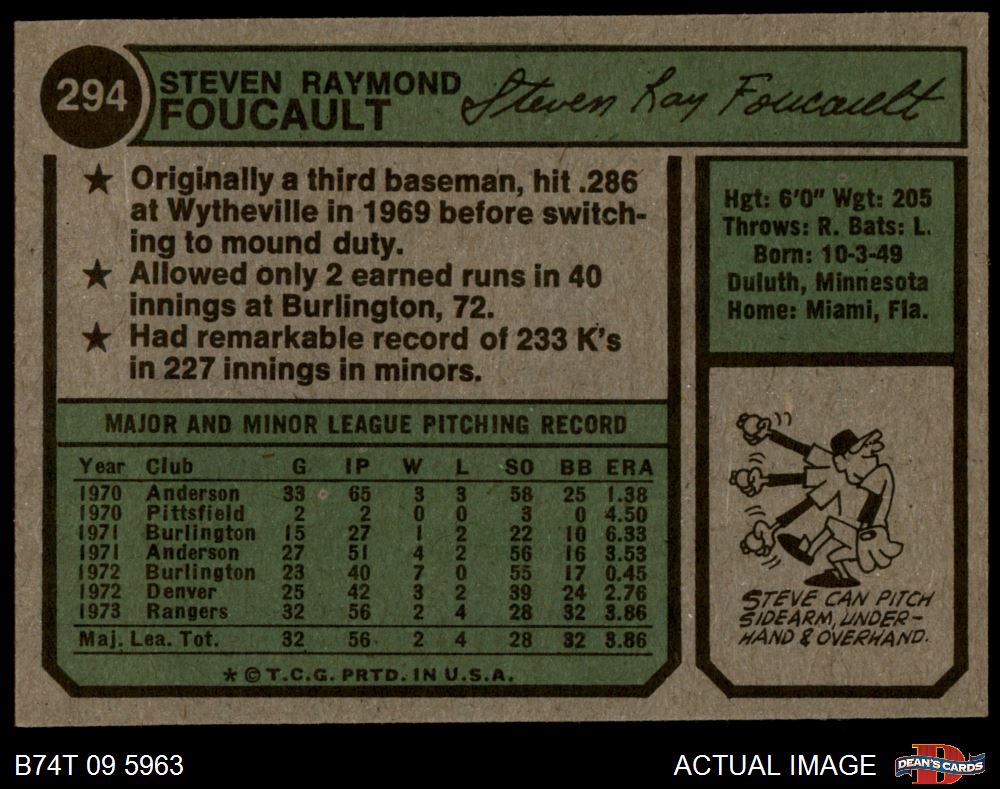 294
STEVEN RAYMOND
FOUCAULT
Steven Ray Foucault
★ Originally a third baseman, hit .286
at Wytheville in 1969 before switch-
ing to mound duty.
★ Allowed only 2 earned runs in 40
innings at Burlington, 72.
★ Had remarkable record of 233 K's
in 227 innings in minors.
Hgt: 6'0" Wgt: 205
Throws: R. Bats: L.
Born: 10-3-49
Duluth, Minnesota
Home: Miami, Fla.
MAJOR AND MINOR LEAGUE PITCHING RECORD
Year Club G IP W L SO BB ERA
1970 Anderson 33 65 3 3 58 25 1.38
1970 Pittsfield 2 2 0 0 3 0 4.50
1971 Burlington 15 27 1 2 22 10 6.33
1971 Anderson 27 51 4 2 56 16 3.53
1972 Burlington 23 40 7 0 55 17 0.45
1972 Denver 25 42 3 2 39 24 2.76
1973 Rangers 32 56 2 4 28 32 3.86
Maj. Lea. Tot. 32 56 2 4 28 32 3.86
* © T.C.G. PRTD. IN U.S.A.
STEVE CAN PITCH
SIDEARM, UNDER-
HAND & OVERHAND.
B74T 09 5963
ACTUAL IMAGE
D
DEAN'S CARDS